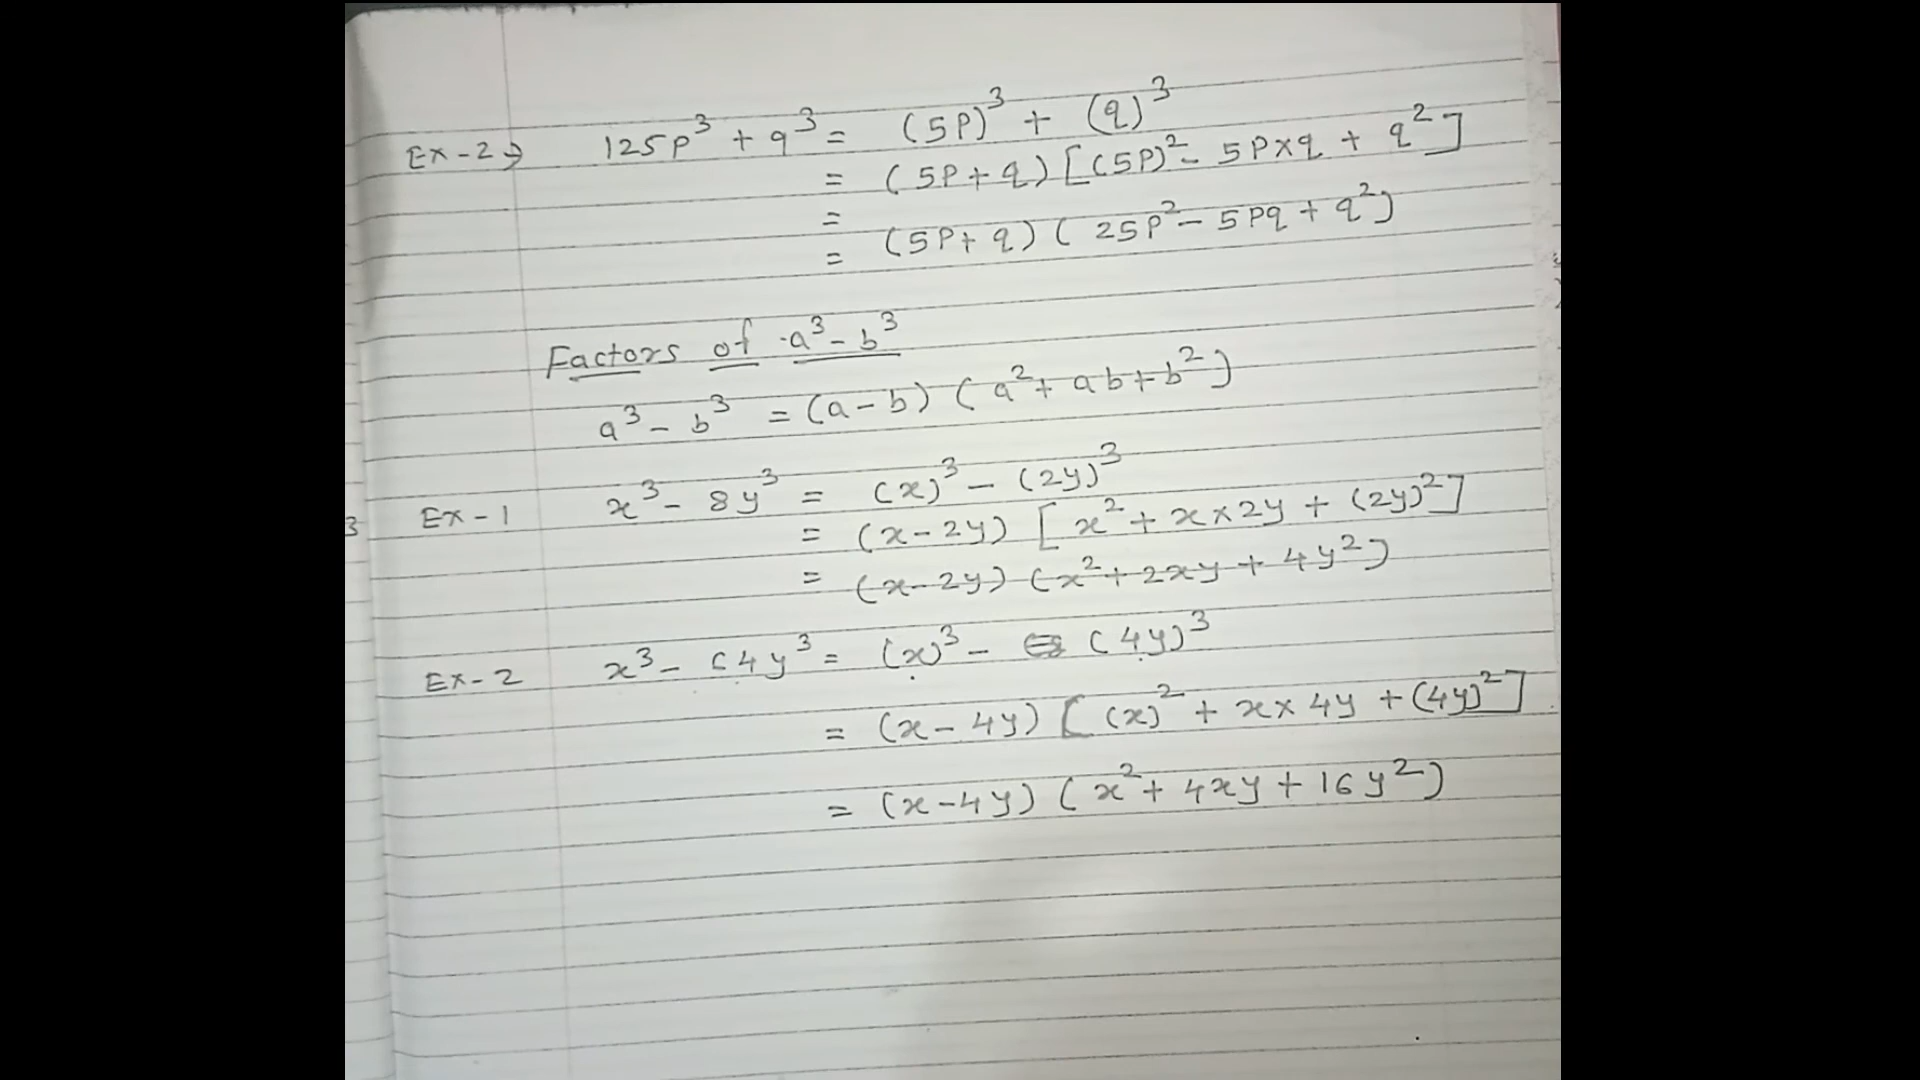 Ex-2→ 125p³ + q³ = (5P)³ + (q)³
= (5P + q) [(5P)² - 5P×q + q²]
=
= (5P + q) (25P² - 5Pq + q²)
Factors of a³ - b³
a³ - b³ = (a - b) (a² + ab + b²)
3 Ex-1 x³ - 8y³ = (x)³ - (2y)³
= (x - 2y) [x² + x×2y + (2y)²]
= (x - 2y) (x² + 2xy + 4y²)
Ex-2 x³ - 64y³ = (x)³ - (4y)³
= (x - 4y) [(x)² + x×4y + (4y)²]
= (x - 4y) (x² + 4xy + 16y²)